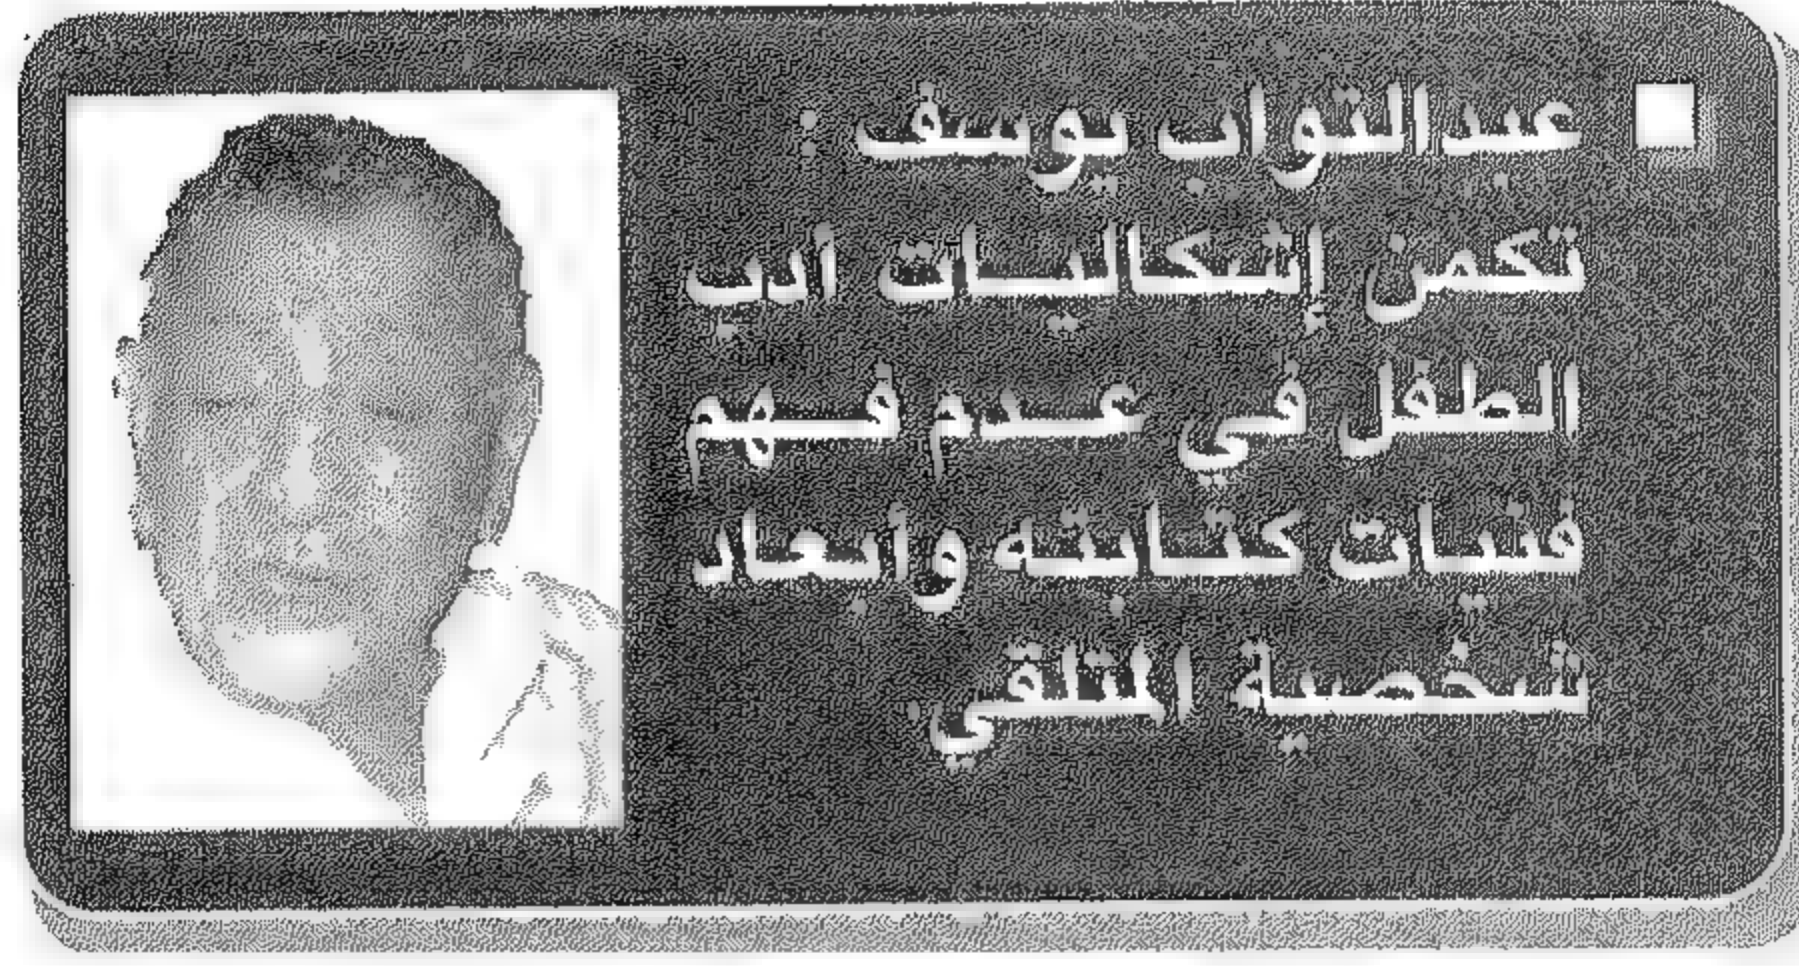 عبدالتواب يوسف :
تكمن إشكاليات أدب
الطفل في عدم فهم
فنيات كتابته وأبعاد
شخصية المتلقي.